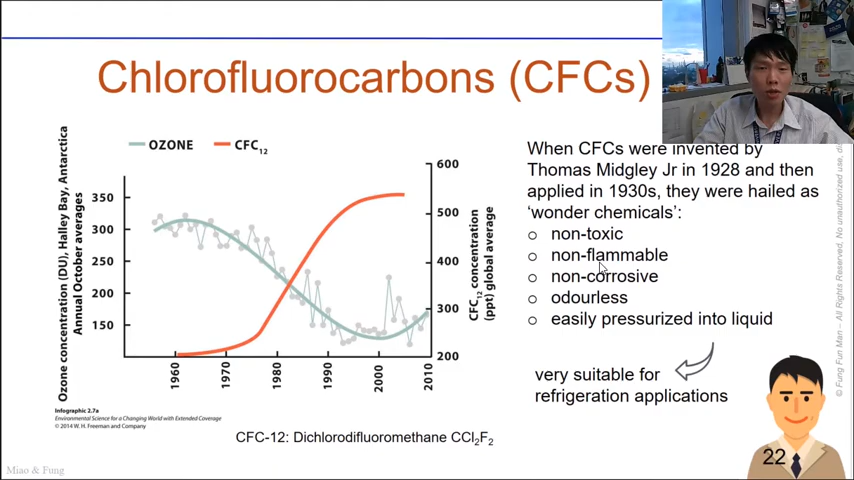 Chlorofluorocarbons (CFCs)
OZONE
CFC12
Ozone concentration (DU), Halley Bay, Antarctica
Annual October averages
350
300
250
200
150
600
500
400
300
200
CFC12 concentration
(ppt) global average
1960
1970
1980
1990
2000
2010
Infographic 2.7a
Environmental Science for a Changing World with Extended Coverage
© 2014 W. H. Freeman and Company
CFC-12: Dichlorodifluoromethane CCl2F2
When CFCs were invented by
Thomas Midgley Jr in 1928 and then
applied in 1930s, they were hailed as
‘wonder chemicals’:
o non-toxic
o non-flammable
o non-corrosive
o odourless
o easily pressurized into liquid
very suitable for
refrigeration applications
22
© Fung Fun Man – All Rights Reserved, No unauthorized use, di
Miao & Fung